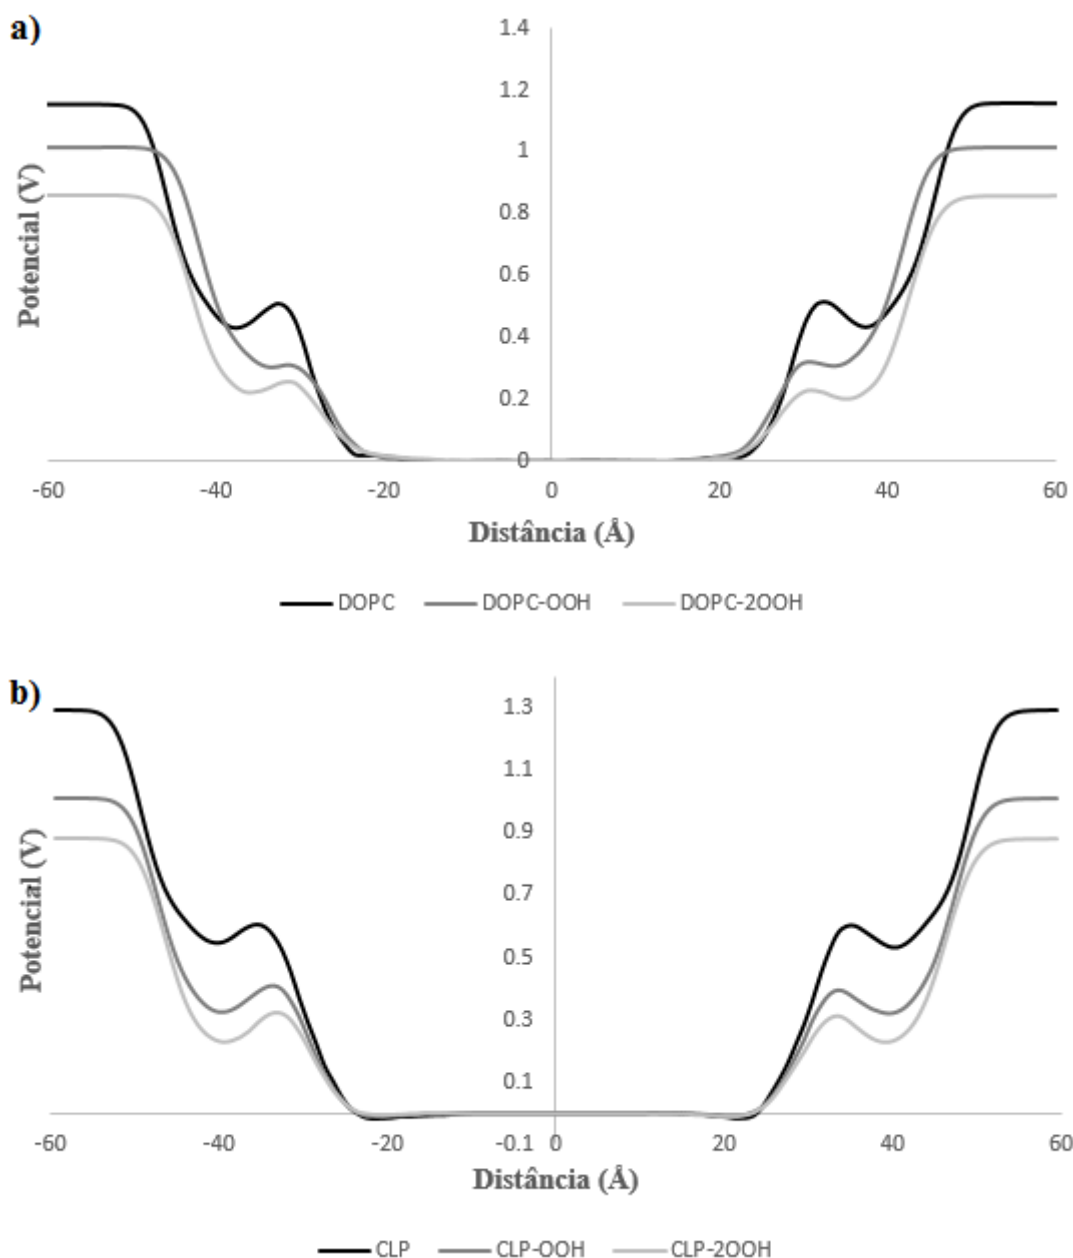 a)
1.4
1.2
1
0.8
0.6
0.4
0.2
0
-60 -40 -20 0 20 40 60
Potencial (V)
Distância (Å)
DOPC DOPC-OOH DOPC-2OOH
b)
1.3
1.1
0.9
0.7
0.5
0.3
0.1
-60 -40 -20 -0.1 0 20 40 60
Potencial (V)
Distância (Å)
CLP CLP-OOH CLP-2OOH